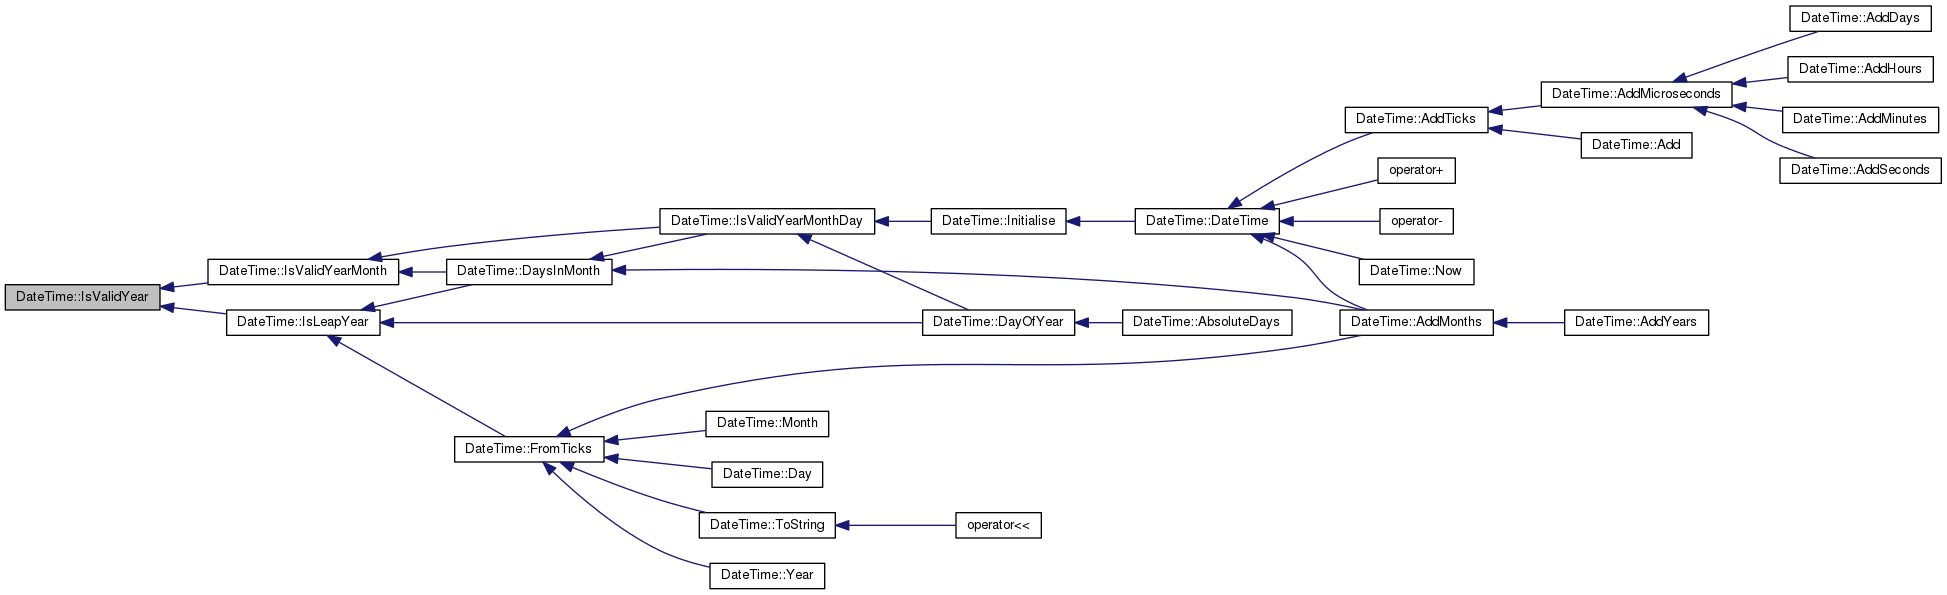 DateTime::AddDays
DateTime::AddHours
DateTime::AddMicroseconds
DateTime::AddTicks
DateTime::AddMinutes
DateTime::Add
operator+
DateTime::AddSeconds
DateTime::IsValidYearMonthDay
DateTime::Initialise
DateTime::DateTime
operator-
DateTime::IsValidYearMonth
DateTime::DaysInMonth
DateTime::Now
DateTime::IsValidYear
DateTime::IsLeapYear
DateTime::DayOfYear
DateTime::AbsoluteDays
DateTime::AddMonths
DateTime::AddYears
DateTime::Month
DateTime::FromTicks
DateTime::Day
DateTime::ToString
operator<<
DateTime::Year